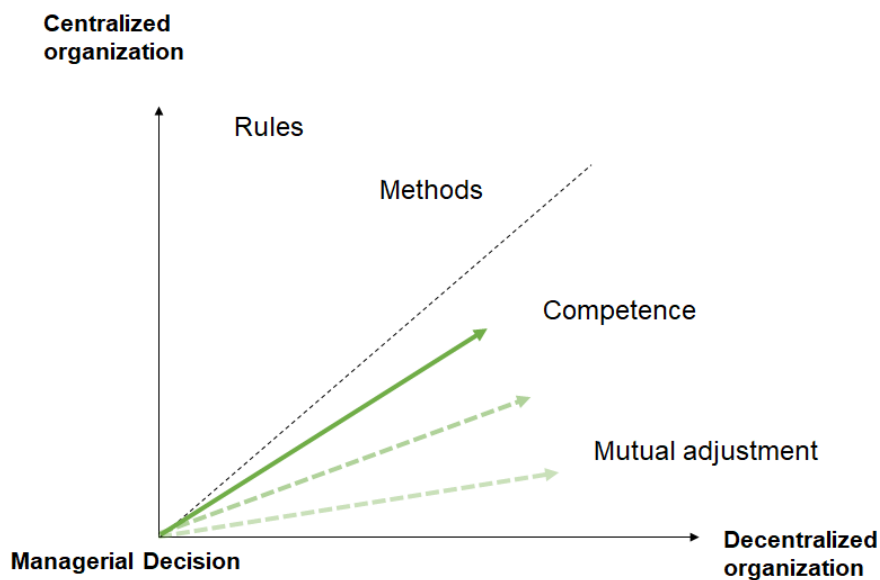 Centralized
organization
Rules
Methods
Competence
Mutual adjustment
Managerial Decision
Decentralized
organization